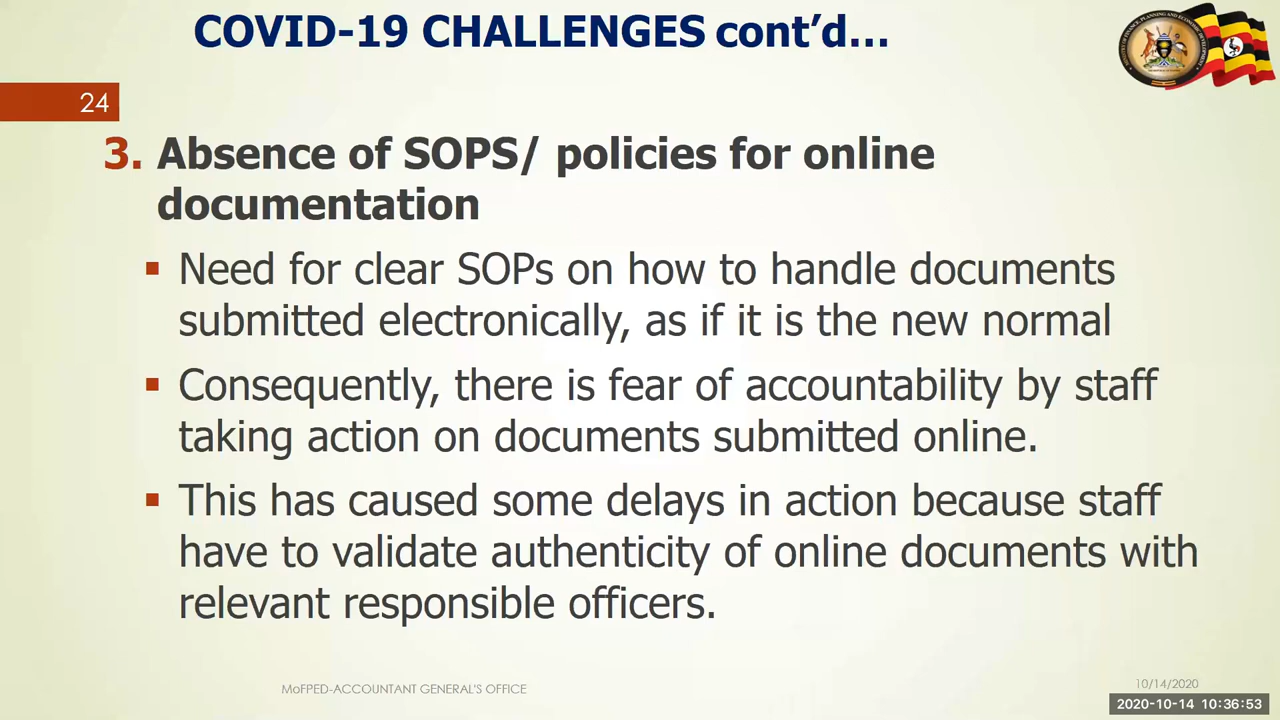 COVID-19 CHALLENGES cont’d…
24
3. Absence of SOPS/ policies for online
documentation
▪ Need for clear SOPs on how to handle documents
submitted electronically, as if it is the new normal
▪ Consequently, there is fear of accountability by staff
taking action on documents submitted online.
▪ This has caused some delays in action because staff
have to validate authenticity of online documents with
relevant responsible officers.
MoFPED-ACCOUNTANT GENERAL'S OFFICE
10/14/2020
2020-10-14 10:36:53